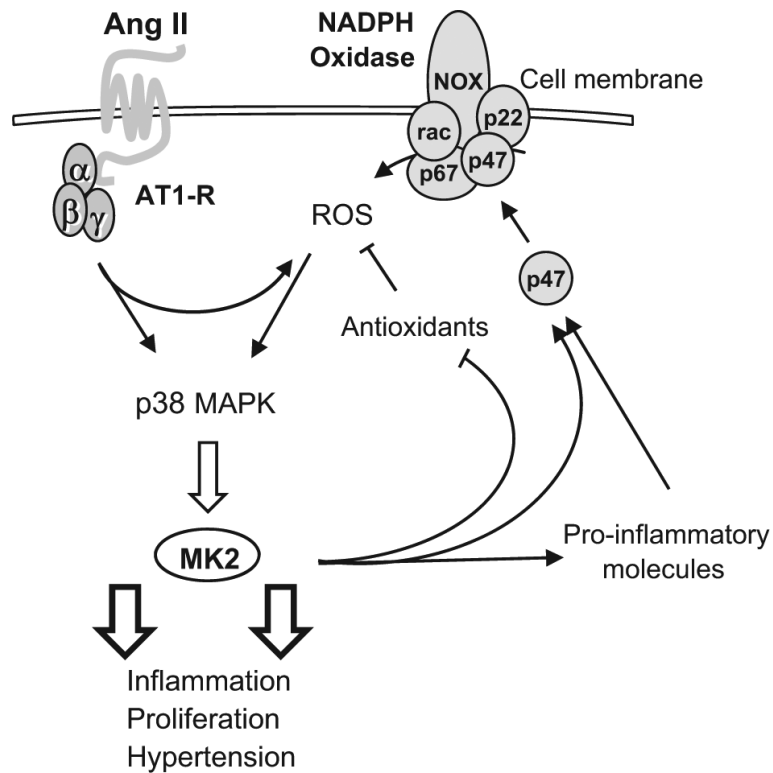 Ang II
NADPH
Oxidase
NOX
Cell membrane
rac
p22
p67
p47
α
β
γ
AT1-R
ROS
p47
Antioxidants
p38 MAPK
MK2
Pro-inflammatory
molecules
Inflammation
Proliferation
Hypertension